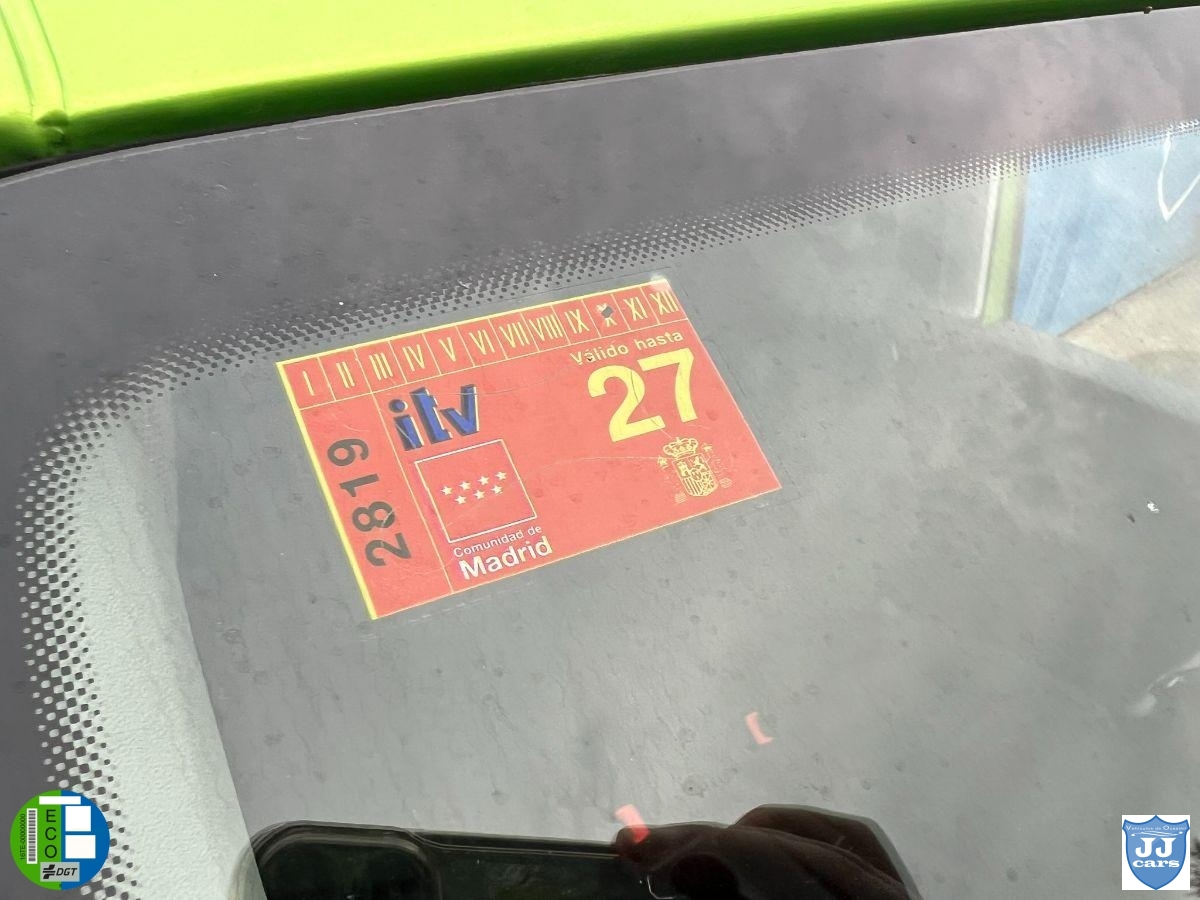 I II III IV V VI VII VIII IX X XI XII
Válido hasta
27
itv
2819
Comunidad de
Madrid
ECO
DGT
JJ
cars